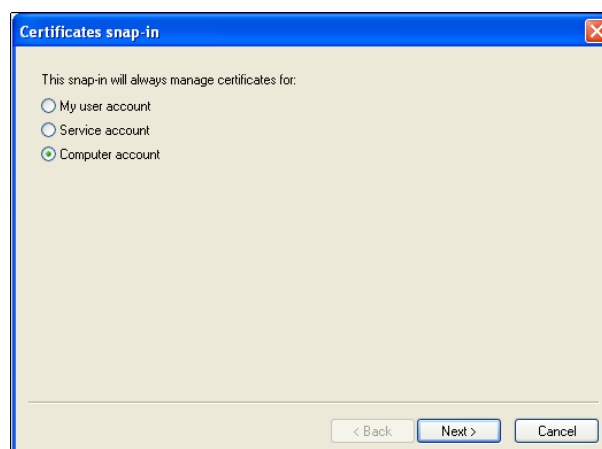 Certificates snap-in
This snap-in will always manage certificates for:
My user account
Service account
Computer account
< Back
Next >
Cancel